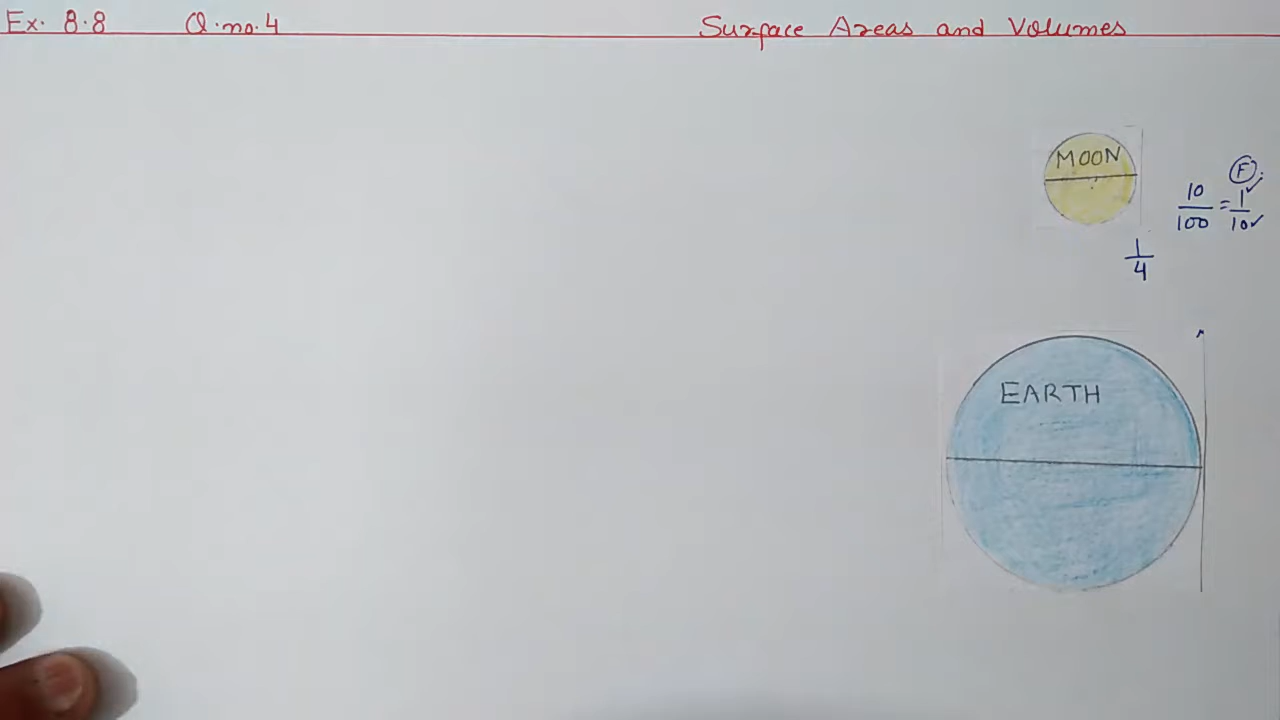 Ex. 8.8 Q.no.4 Surface Areas and Volumes
MOON
F
10/100 = 1/10
1/4
EARTH